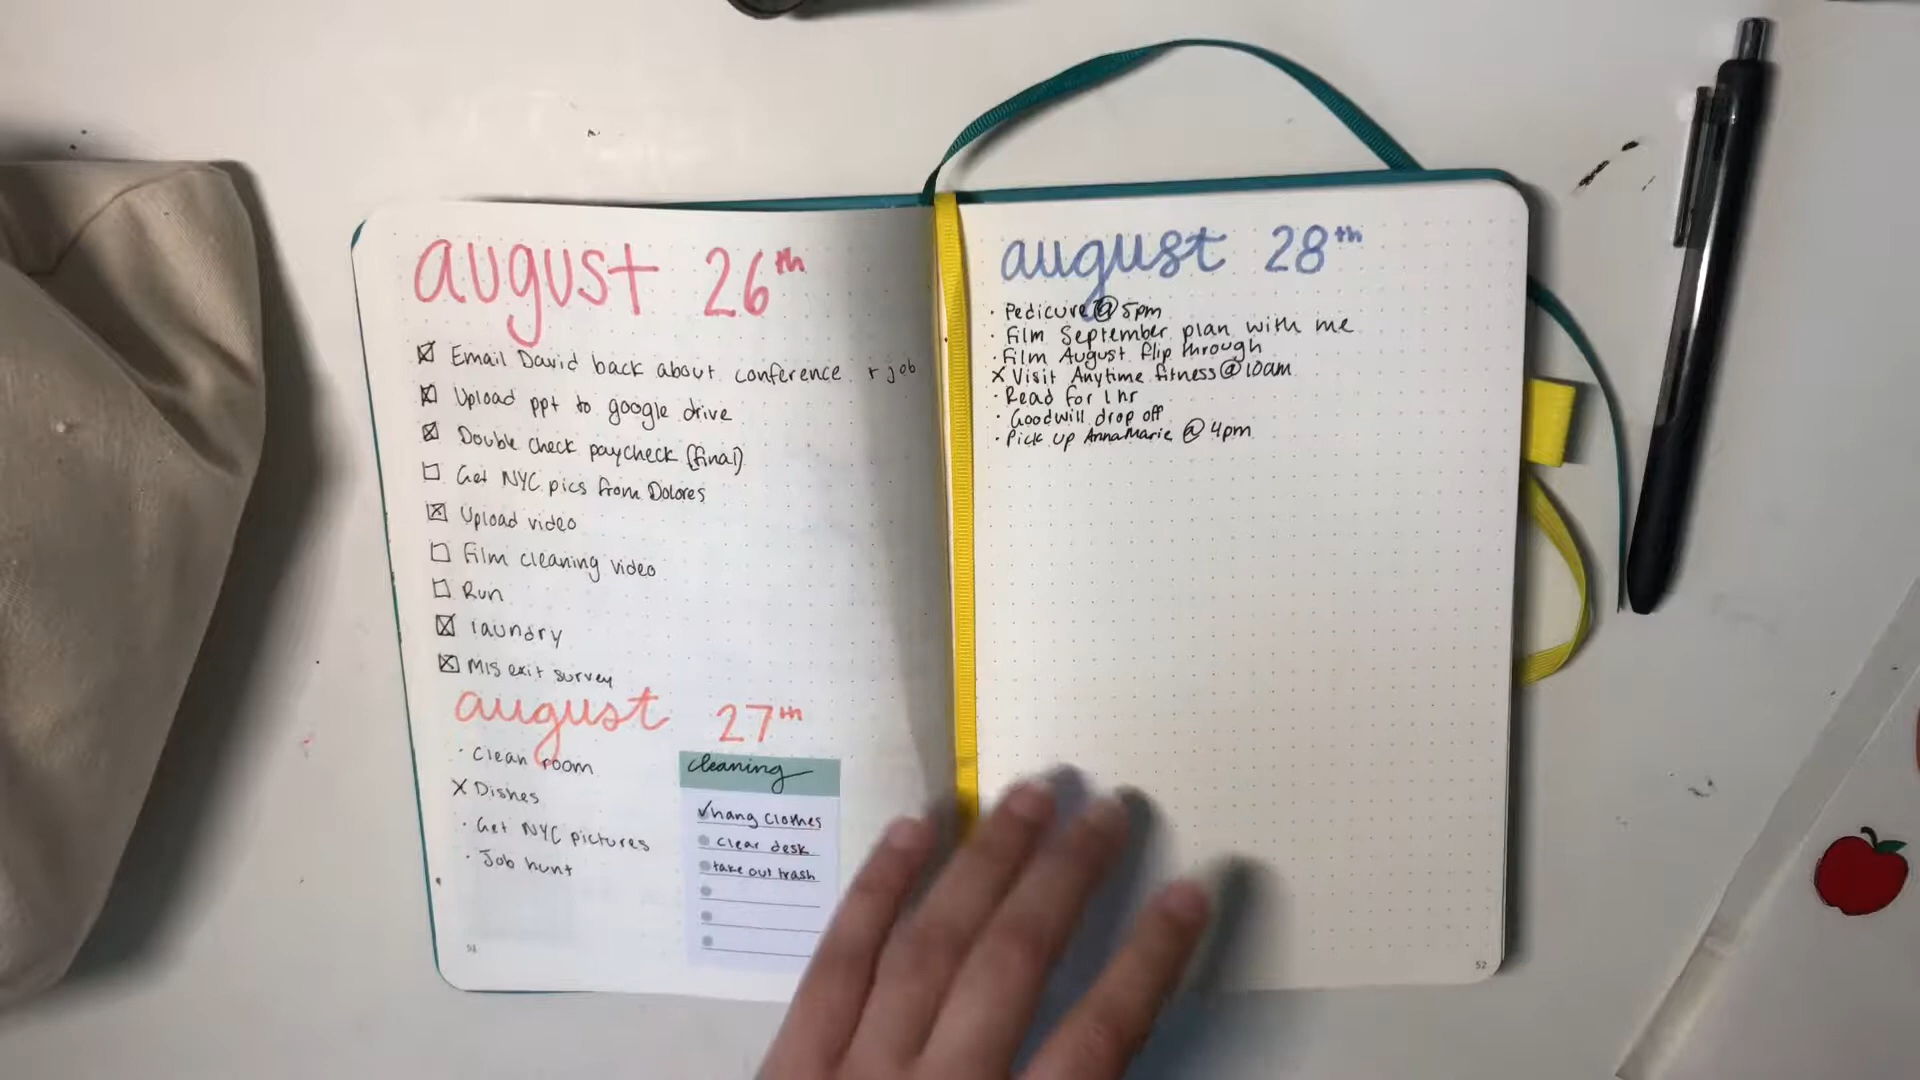 august 26th
☒ Email David back about conference + job
☒ Upload ppt to google drive
☒ Double check paycheck (final)
☐ Get NYC pics from Dolores
☒ Upload video
☐ Film cleaning video
☐ Run
☒ laundry
☒ MIS exit survey
august 27th
· Clean room
X Dishes
· Get NYC pictures
· Job hunt
cleaning
✓hang clothes
clear desk
take out trash
51
august 28th
· Pedicure @ 5pm
· Film September plan with me
· Film August flip through
X Visit Anytime fitness @ 10am
· Read for 1 hr
· Goodwill drop off
· Pick up AnnaMarie @ 4pm
52